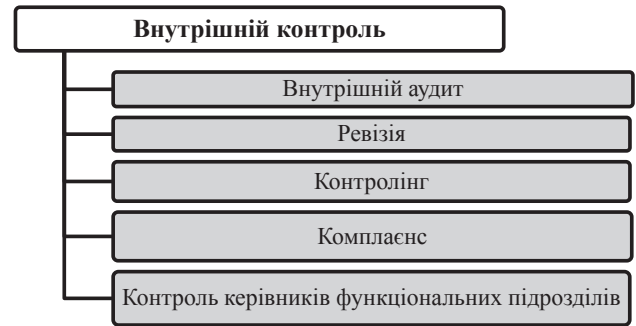 Внутрішній контроль
Внутрішній аудит
Ревізія
Контролінг
Комплаєнс
Контроль керівників функціональних підрозділів